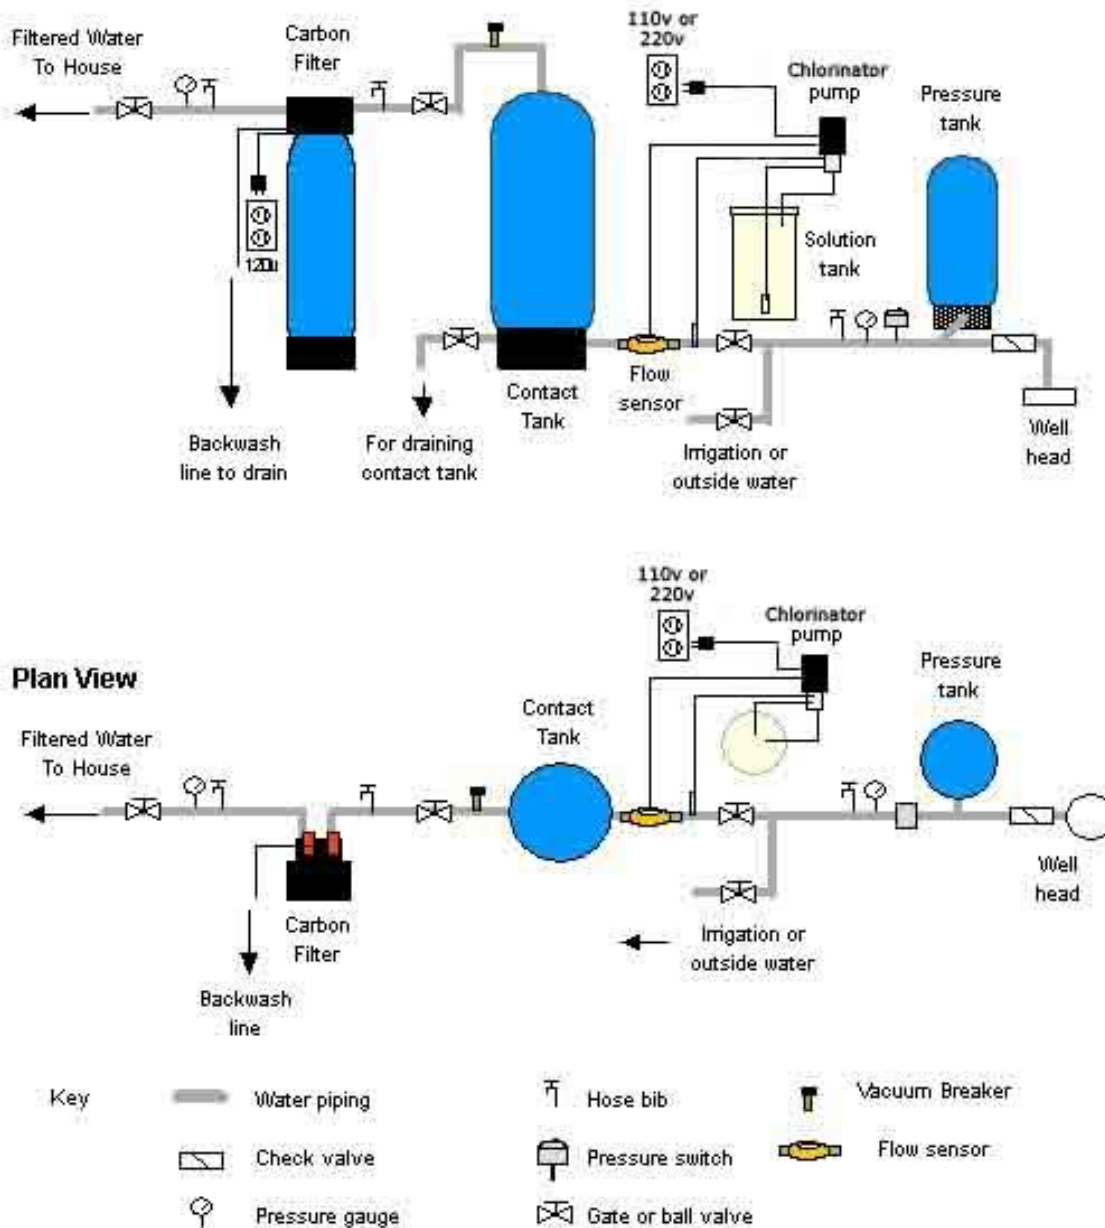 Filtered Water
To House
Carbon
Filter
110v or
220v
Chlorinator
pump
Pressure
tank
120v
Solution
tank
Contact
Tank
Flow
sensor
Backwash
line to drain
For draining
contact tank
Irrigation or
outside water
Well
head
Plan View
110v or
220v
Chlorinator
pump
Pressure
tank
Contact
Tank
Filtered Water
To House
Carbon
Filter
Backwash
line
Irrigation or
outside water
Well
head
Key
Water piping
Hose bib
Vacuum Breaker
Check valve
Pressure switch
Flow sensor
Pressure gauge
Gate or ball valve